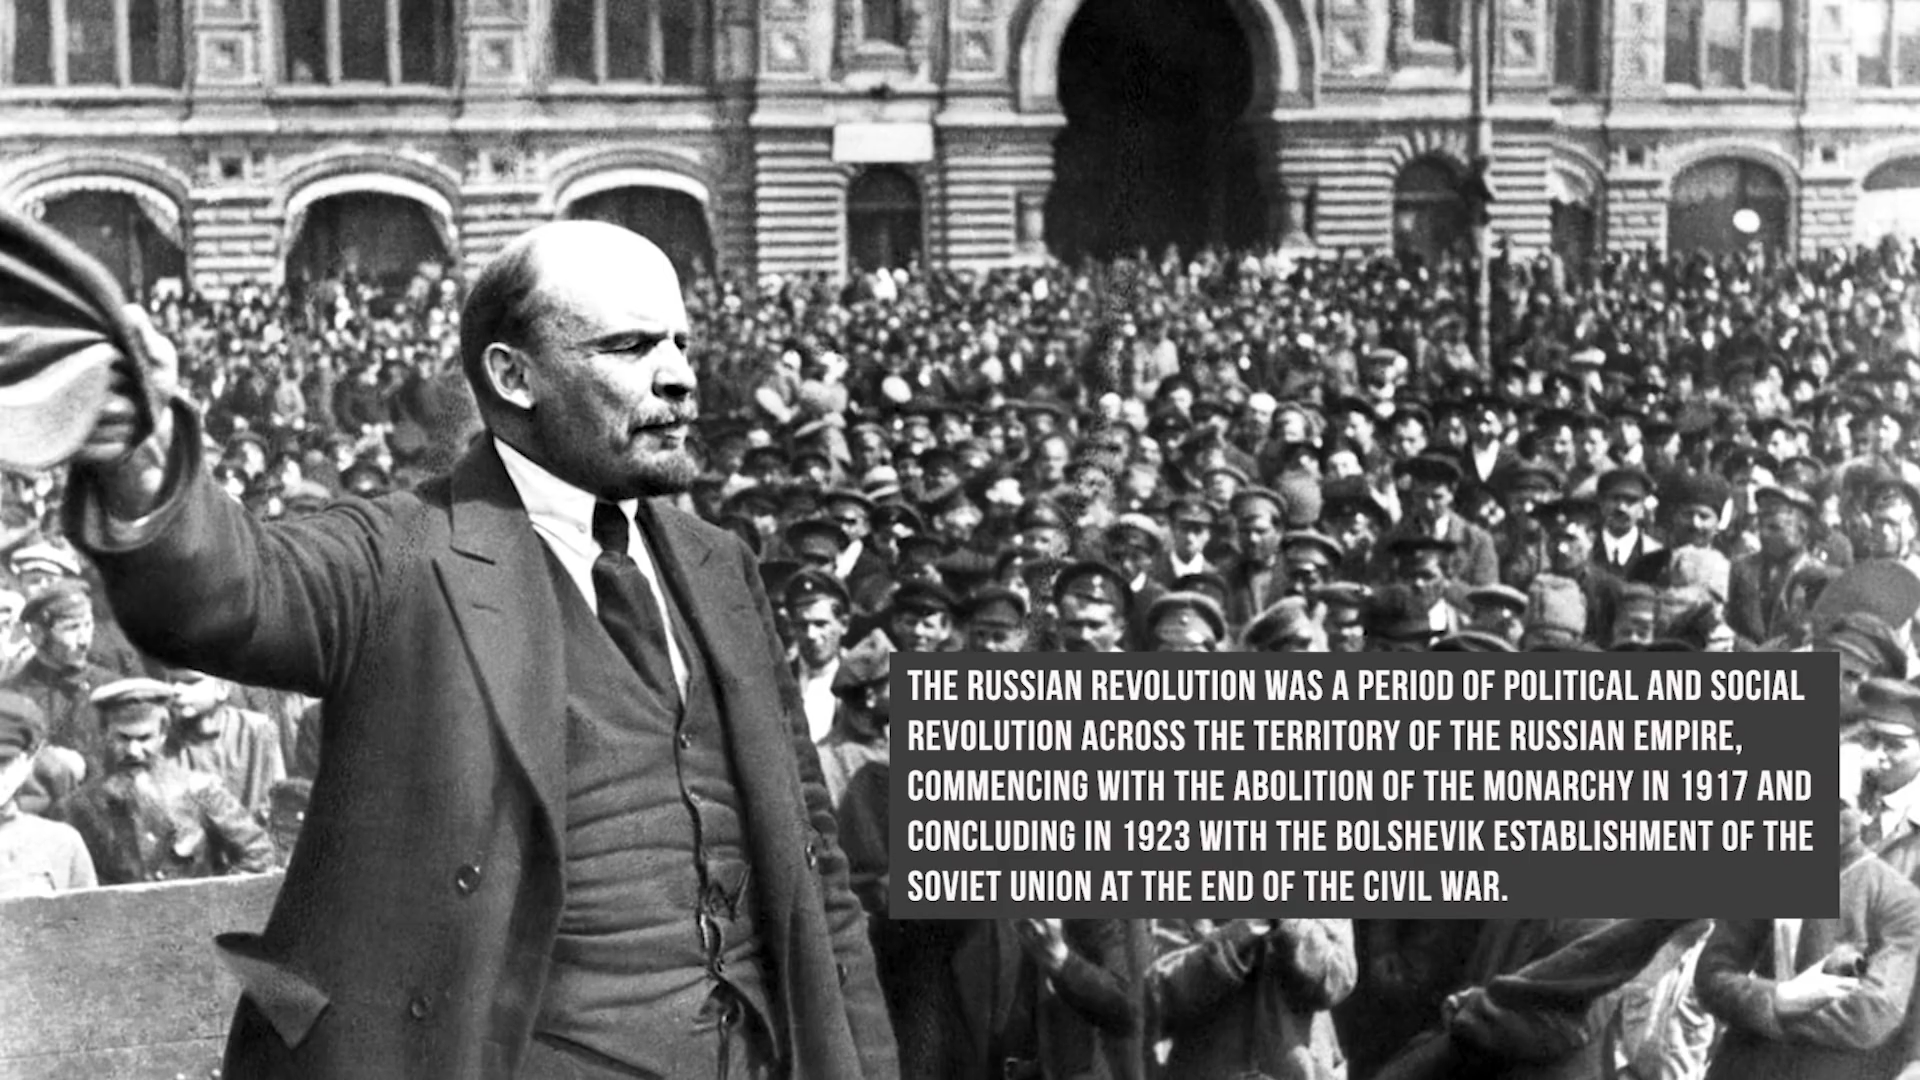 THE RUSSIAN REVOLUTION WAS A PERIOD OF POLITICAL AND SOCIAL
REVOLUTION ACROSS THE TERRITORY OF THE RUSSIAN EMPIRE,
COMMENCING WITH THE ABOLITION OF THE MONARCHY IN 1917 AND
CONCLUDING IN 1923 WITH THE BOLSHEVIK ESTABLISHMENT OF THE
SOVIET UNION AT THE END OF THE CIVIL WAR.